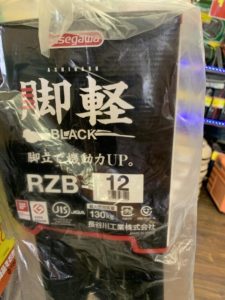 Hasegawa
脚軽
BLACK
脚立で機動力UP。
RZB 12
130kg
JIS
長谷川工業株式会社